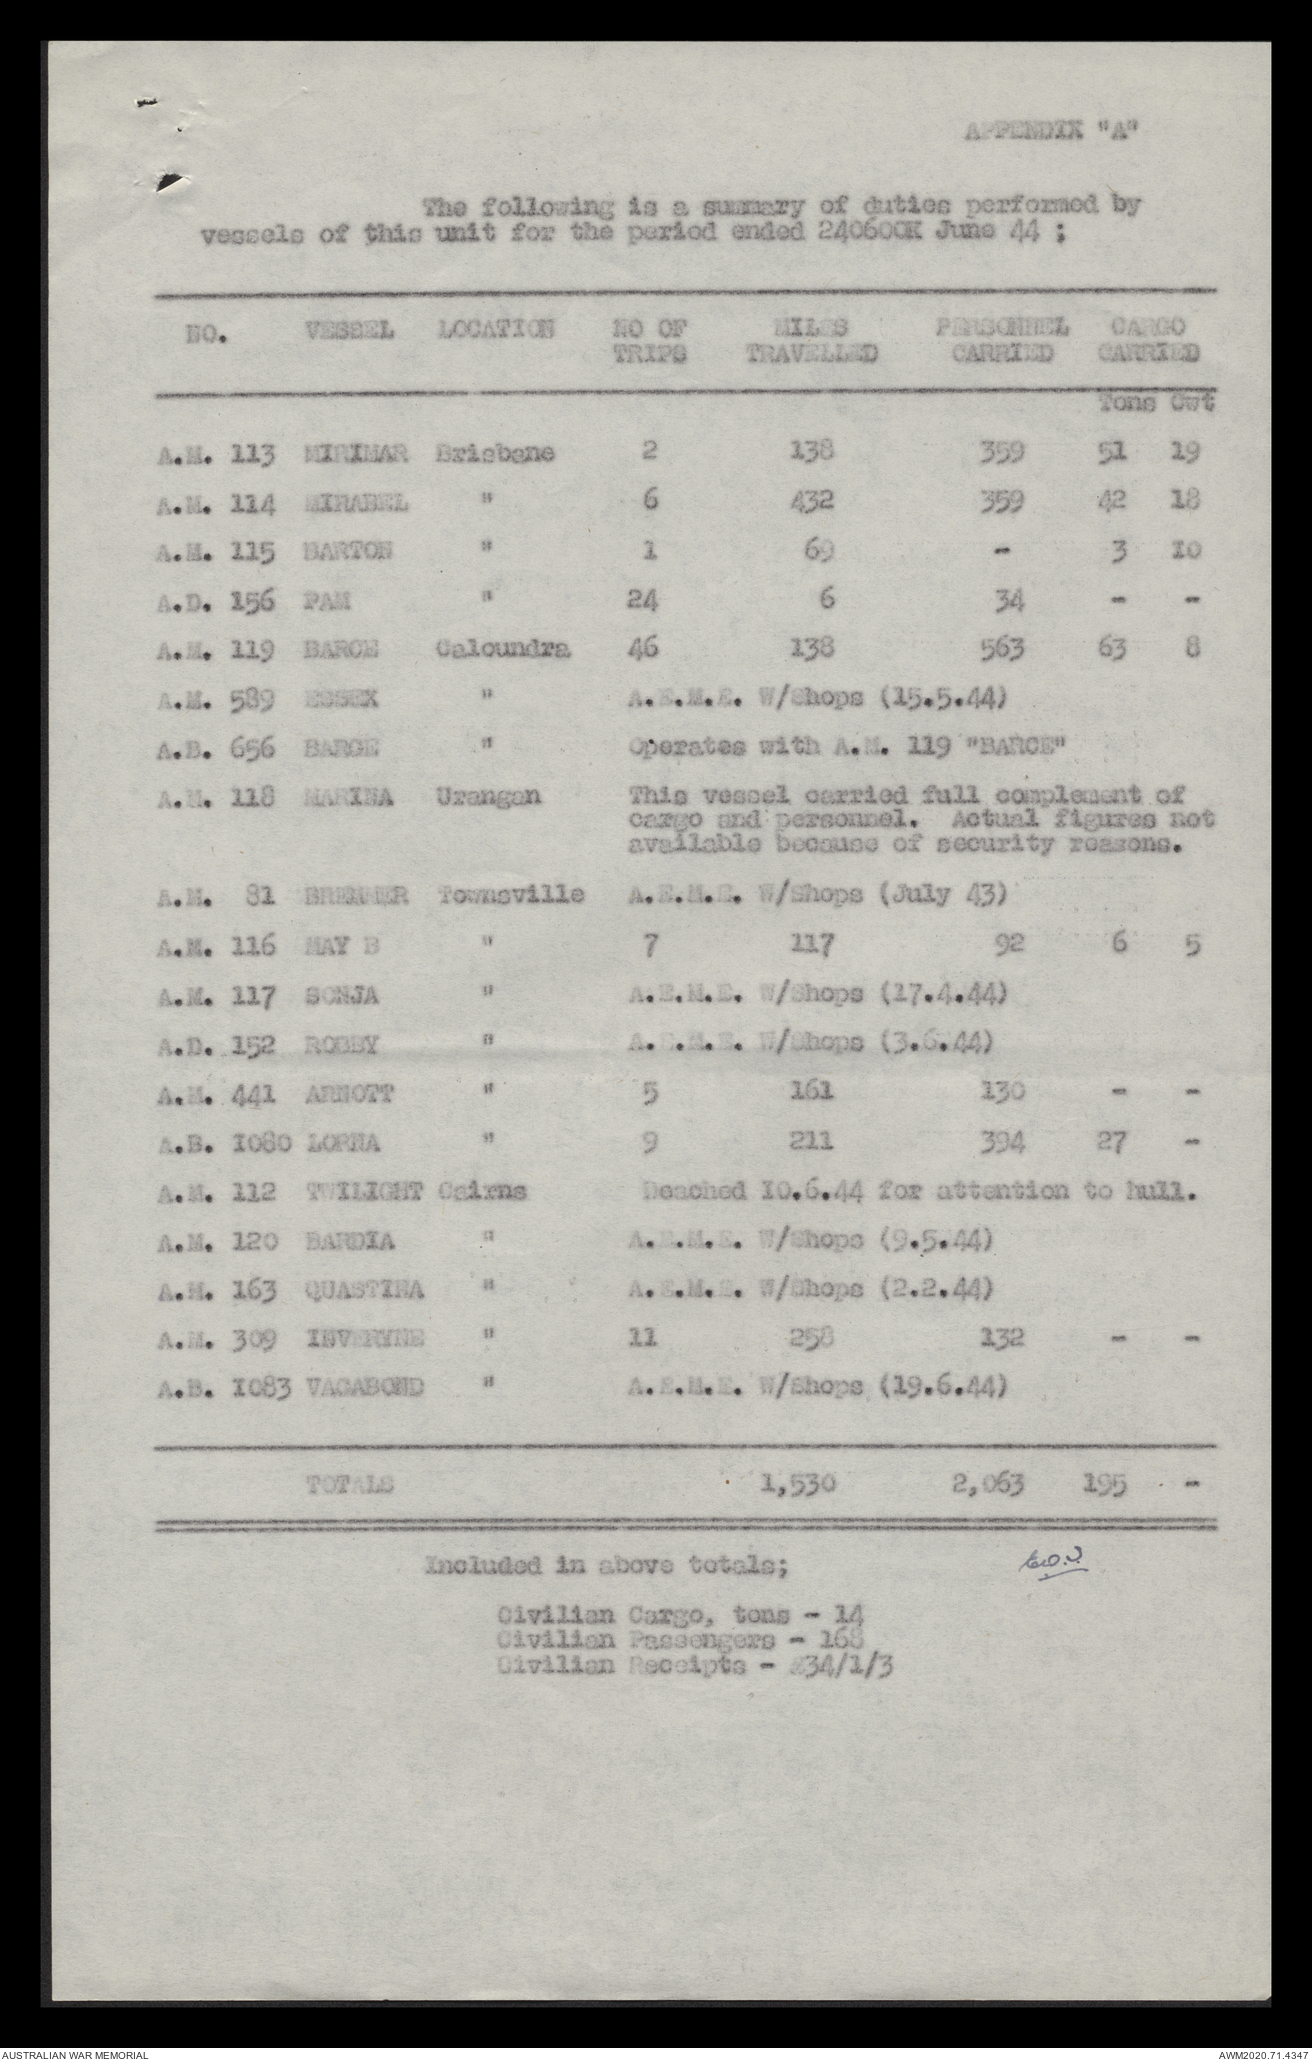 APPENDIX "A"
The following is a summary of duties performed by
vessels of this unit for the period ended 240600K June 44 ;
NO. VESSEL LOCATION NO OF TRIPS MILES TRAVELLED PERSONNEL CARRIED CARGO CARRIED
Tons Cwt
A.M. 113 MIRIMAR Brisbane 2 138 359 51 19
A.M. 114 MIRABEL " 6 432 359 42 18
A.M. 115 BARTON " 1 69 - 3 10
A.D. 156 PAM " 24 6 34 - -
A.M. 119 BARCE Caloundra 46 138 563 63 8
A.M. 589 ESSEX " A.E.M.E. W/Shops (15.5.44)
A.B. 656 BARGE " Operates with A.M. 119 "BARCE"
A.M. 118 MARINA Urangan This vessel carried full complement of
cargo and personnel. Actual figures not
available because of security reasons.
A.M. 81 BREMNER Townsville A.E.M.E. W/Shops (July 43)
A.M. 116 MAY B " 7 117 92 6 5
A.M. 117 SONJA " A.E.M.E. W/Shops (17.4.44)
A.D. 152 ROBBY " A.E.M.E. W/Shops (3.6.44)
A.M. 441 ARNOTT " 5 161 130 - -
A.B. 1080 LORNA " 9 211 394 27 -
A.M. 112 TWILIGHT Cairns Beached 10.6.44 for attention to hull.
A.M. 120 BARDIA " A.E.M.E. W/Shops (9.5.44)
A.M. 163 QUASTINA " A.E.M.E. W/Shops (2.2.44)
A.M. 309 INVERYNE " 11 258 132 - -
A.B. 1083 VAGABOND " A.E.M.E. W/Shops (19.6.44)
TOTALS 1,530 2,063 195 -
Included in above totals;
Civilian Cargo, tons - 14
Civilian Passengers - 168
Civilian Receipts - £34/1/3
AUSTRALIAN WAR MEMORIAL
AWM2020.71.4347